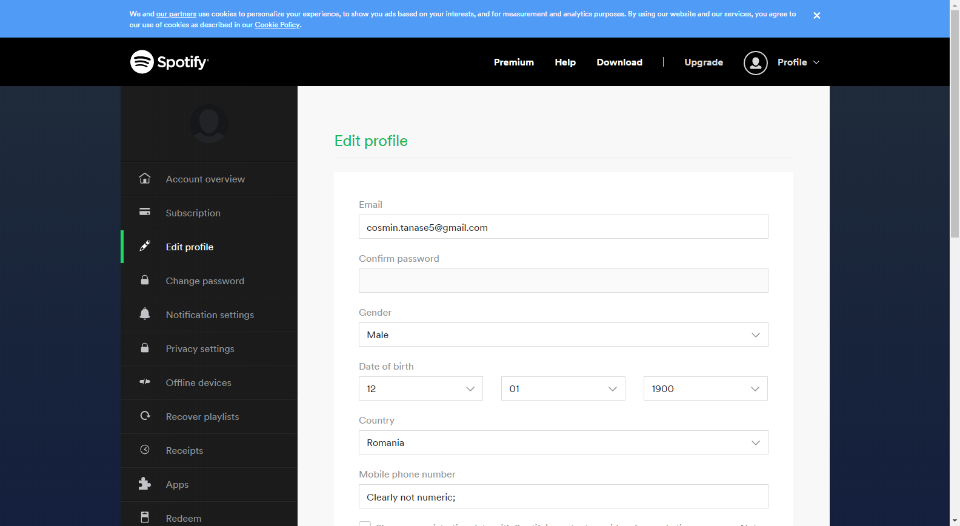 We and our partners use cookies to personalize your experience, to show you ads based on your interests, and for measurement and analytics purposes. By using our website and our services, you agree to
our use of cookies as described in our Cookie Policy.
Spotify
Premium
Help
Download
Upgrade
Profile
Account overview
Subscription
Edit profile
Change password
Notification settings
Privacy settings
Offline devices
Recover playlists
Receipts
Apps
Redeem
Edit profile
Email
cosmin.tanase5@gmail.com
Confirm password
Gender
Male
Date of birth
12
01
1900
Country
Romania
Mobile phone number
Clearly not numeric;